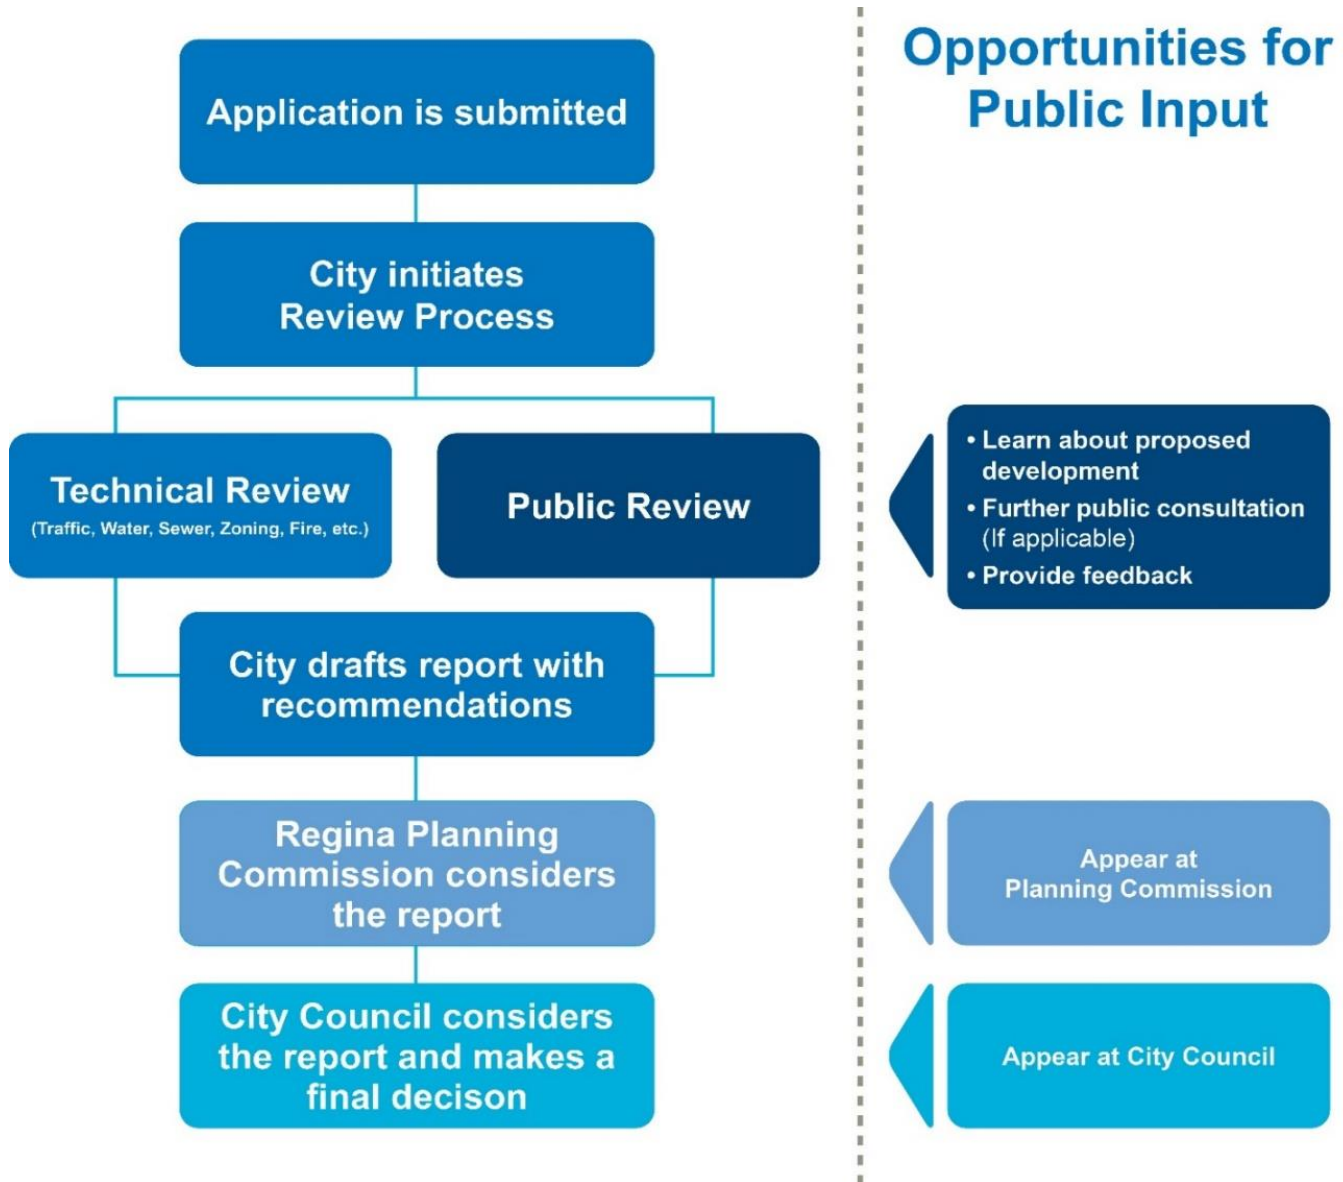 Opportunities for
Public Input
Application is submitted
City initiates
Review Process
Technical Review
(Traffic, Water, Sewer, Zoning, Fire, etc.)
Public Review
• Learn about proposed
development
• Further public consultation
(If applicable)
• Provide feedback
City drafts report with
recommendations
Regina Planning
Commission considers
the report
Appear at
Planning Commission
City Council considers
the report and makes a
final decison
Appear at City Council